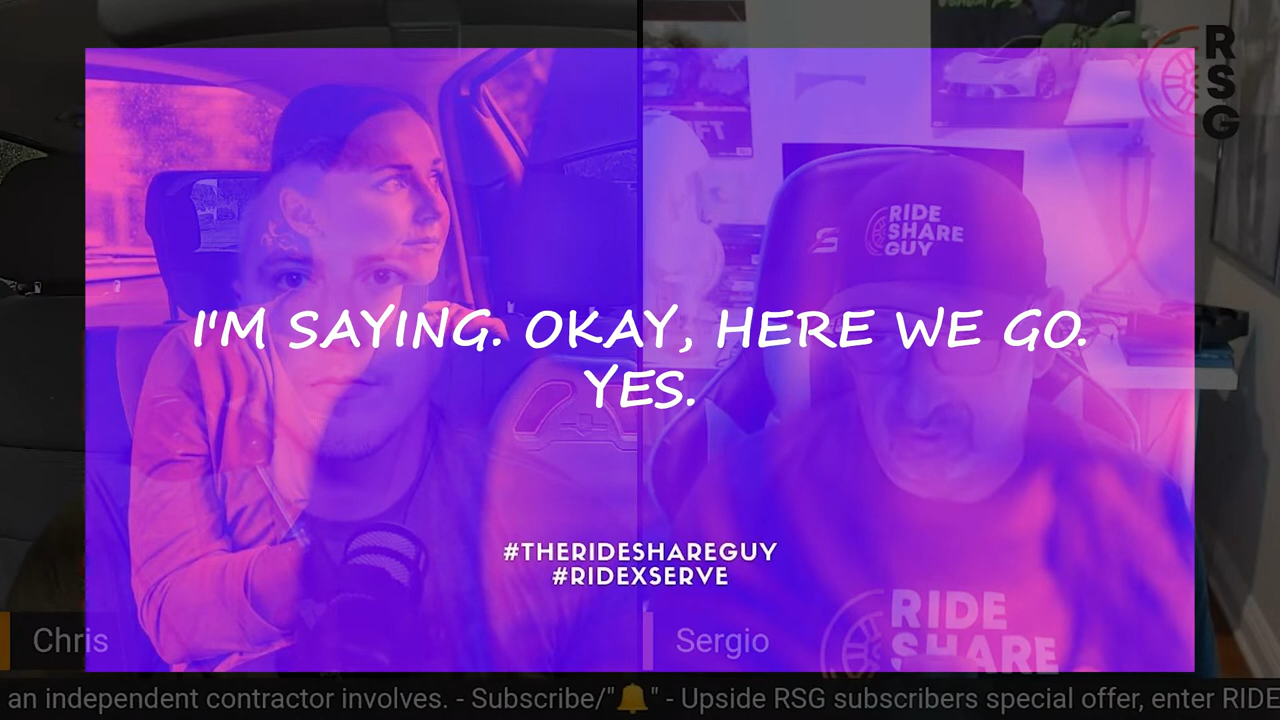 R
S
G
FT
RIDE
SHARE
GUY
I'M SAYING. OKAY, HERE WE GO.
YES.
#THERIDESHAREGUY
#RIDEXSERVE
RIDE
SHARE
Chris
Sergio
an independent contractor involves. - Subscribe/"🔔" - Upside RSG subscribers special offer, enter RIDE